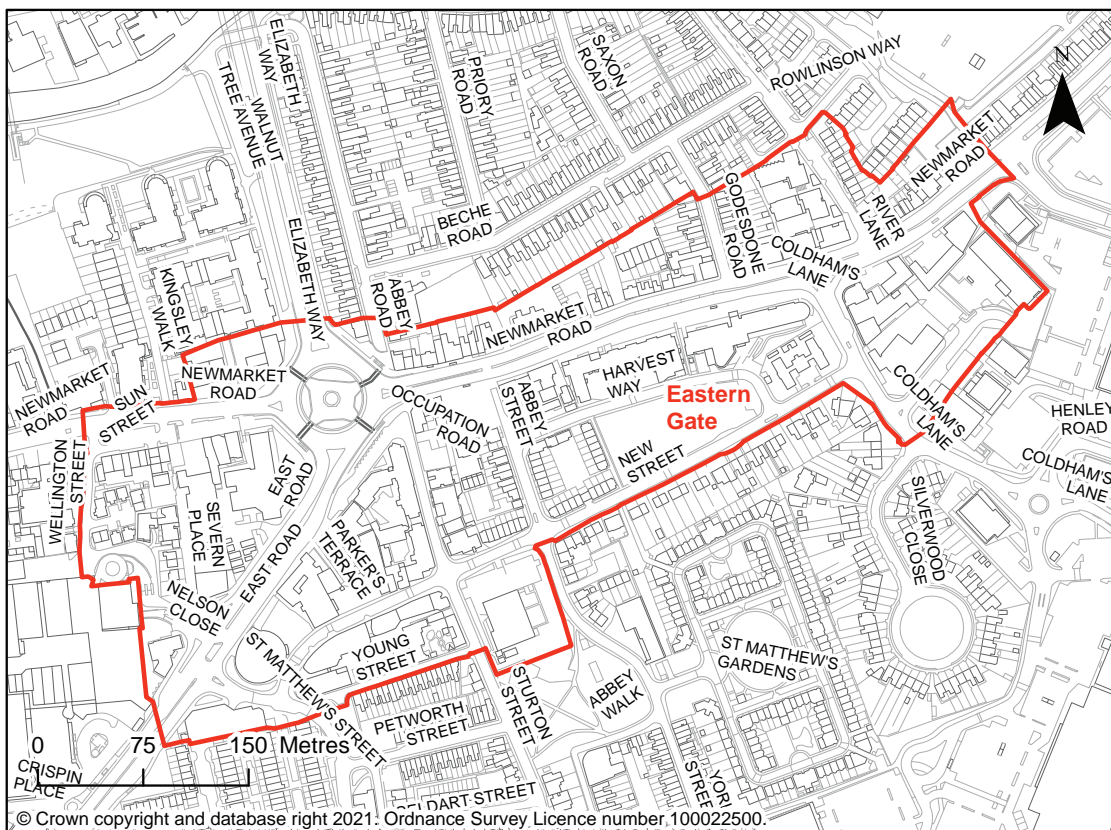 ELIZABETH
WAY
WALNUT
TREE AVENUE
PRIORY
ROAD
SAXON
ROAD
ROWLINSON WAY
N
NEWMARKET
ROAD
RIVER
LANE
GODESDONE
ROAD
COLDHAM'S
LANE
BECHE
ROAD
ELIZABETH WAY
ABBEY
ROAD
KINGSLEY
WALK
NEWMARKET
ROAD
NEWMARKET
ROAD
SUN
STREET
NEWMARKET
ROAD
HARVEST
WAY
Eastern
Gate
ABBEY
STREET
OCCUPATION
ROAD
NEW
STREET
COLDHAM'S
LANE
HENLEY
ROAD
COLDHAM'S
LANE
WELLINGTON
STREET
SEVERN
PLACE
EAST
ROAD
EAST ROAD
PARKER'S
TERRACE
NELSON
CLOSE
SILVERWOOD
CLOSE
YOUNG
STREET
ST MATTHEW'S
GARDENS
ST MATTHEW'S STREET
PETWORTH
STREET
STURTON
STREET
ABBEY
WALK
0 75 150 Metres
CRISPIN
PLACE
STREET
© Crown copyright and database right 2021. Ordnance Survey Licence number 100022500.